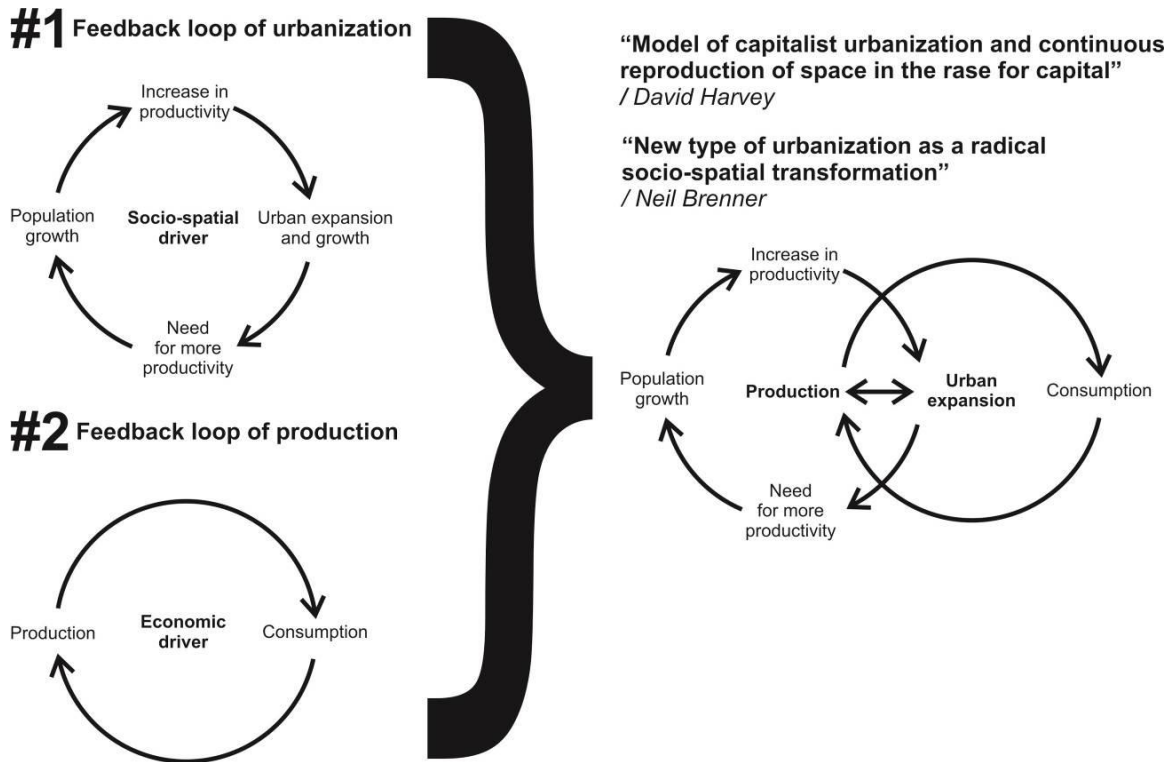 #1 Feedback loop of urbanization
Increase in
productivity
Population
growth
Socio-spatial
driver
Urban expansion
and growth
Need
for more
productivity
#2 Feedback loop of production
Production
Economic
driver
Consumption
“Model of capitalist urbanization and continuous
reproduction of space in the rase for capital”
/ David Harvey
“New type of urbanization as a radical
socio-spatial transformation”
/ Neil Brenner
Increase in
productivity
Population
growth
Production
Urban
expansion
Consumption
Need
for more
productivity